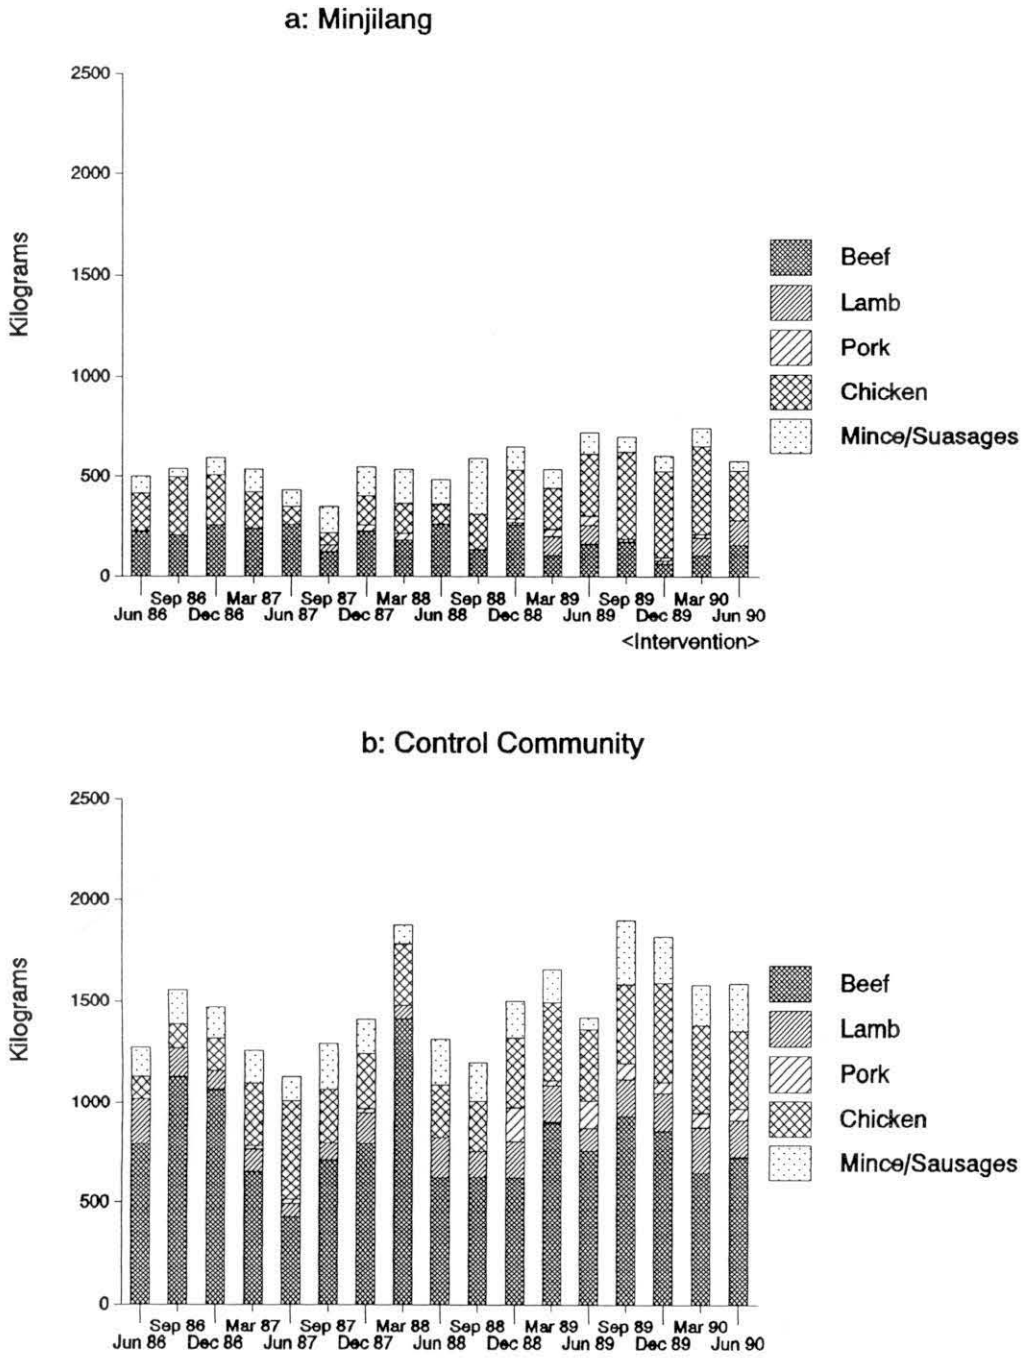 a: Minjilang
2500
2000
1500
1000
500
0
Kilograms
Beef
Lamb
Pork
Chicken
Mince/Suasages
Sep 86 Mar 87 Sep 87 Mar 88 Sep 88 Mar 89 Sep 89 Mar 90
Jun 86 Dec 86 Jun 87 Dec 87 Jun 88 Dec 88 Jun 89 Dec 89 Jun 90
<Intervention>
b: Control Community
2500
2000
1500
1000
500
0
Kilograms
Beef
Lamb
Pork
Chicken
Mince/Sausages
Sep 86 Mar 87 Sep 87 Mar 88 Sep 88 Mar 89 Sep 89 Mar 90
Jun 86 Dec 86 Jun 87 Dec 87 Jun 88 Dec 88 Jun 89 Dec 89 Jun 90